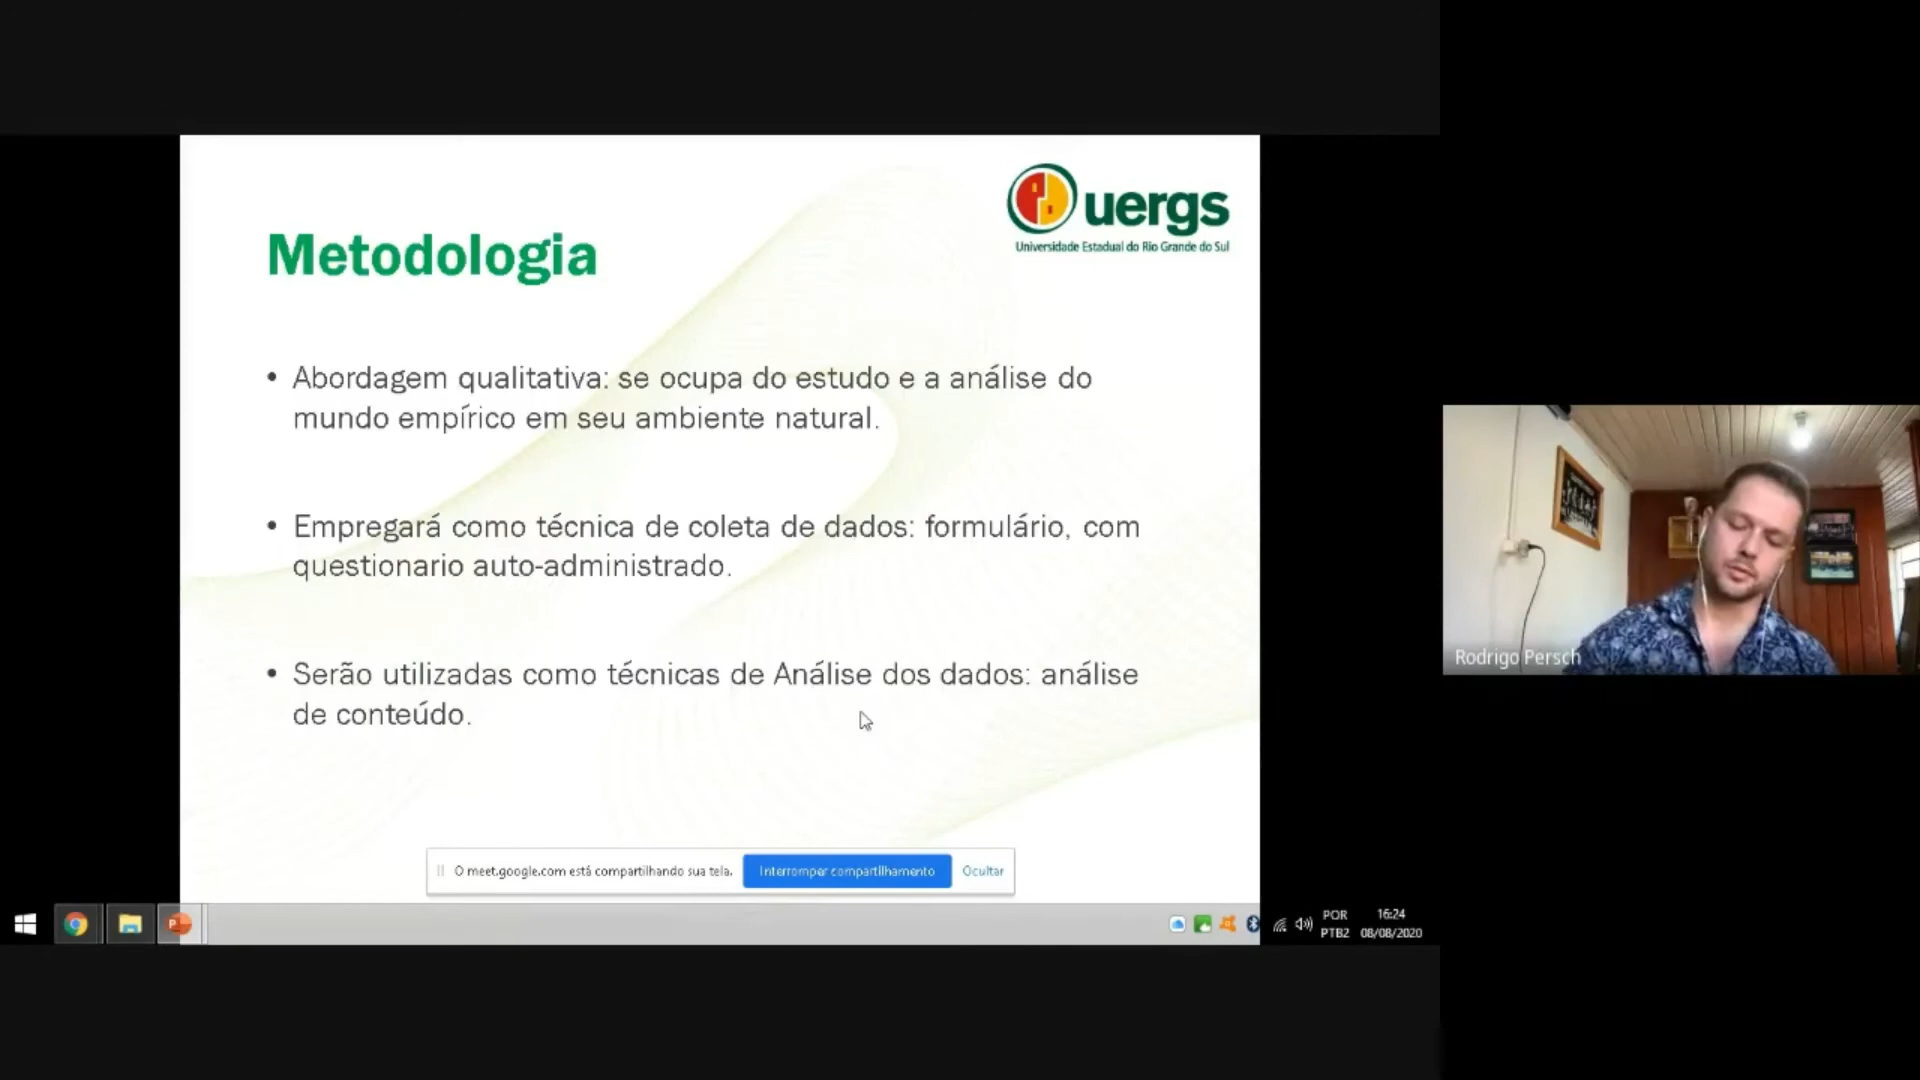 uergs
Universidade Estadual do Rio Grande do Sul
Metodologia
• Abordagem qualitativa: se ocupa do estudo e a análise do
mundo empírico em seu ambiente natural.
• Empregará como técnica de coleta de dados: formulário, com
questionario auto-administrado.
• Serão utilizadas como técnicas de Análise dos dados: análise
de conteúdo.
Rodrigo Persch
O meet.google.com está compartilhando sua tela.
Interromper compartilhamento
Ocultar
POR
PTB2
16:24
08/08/2020